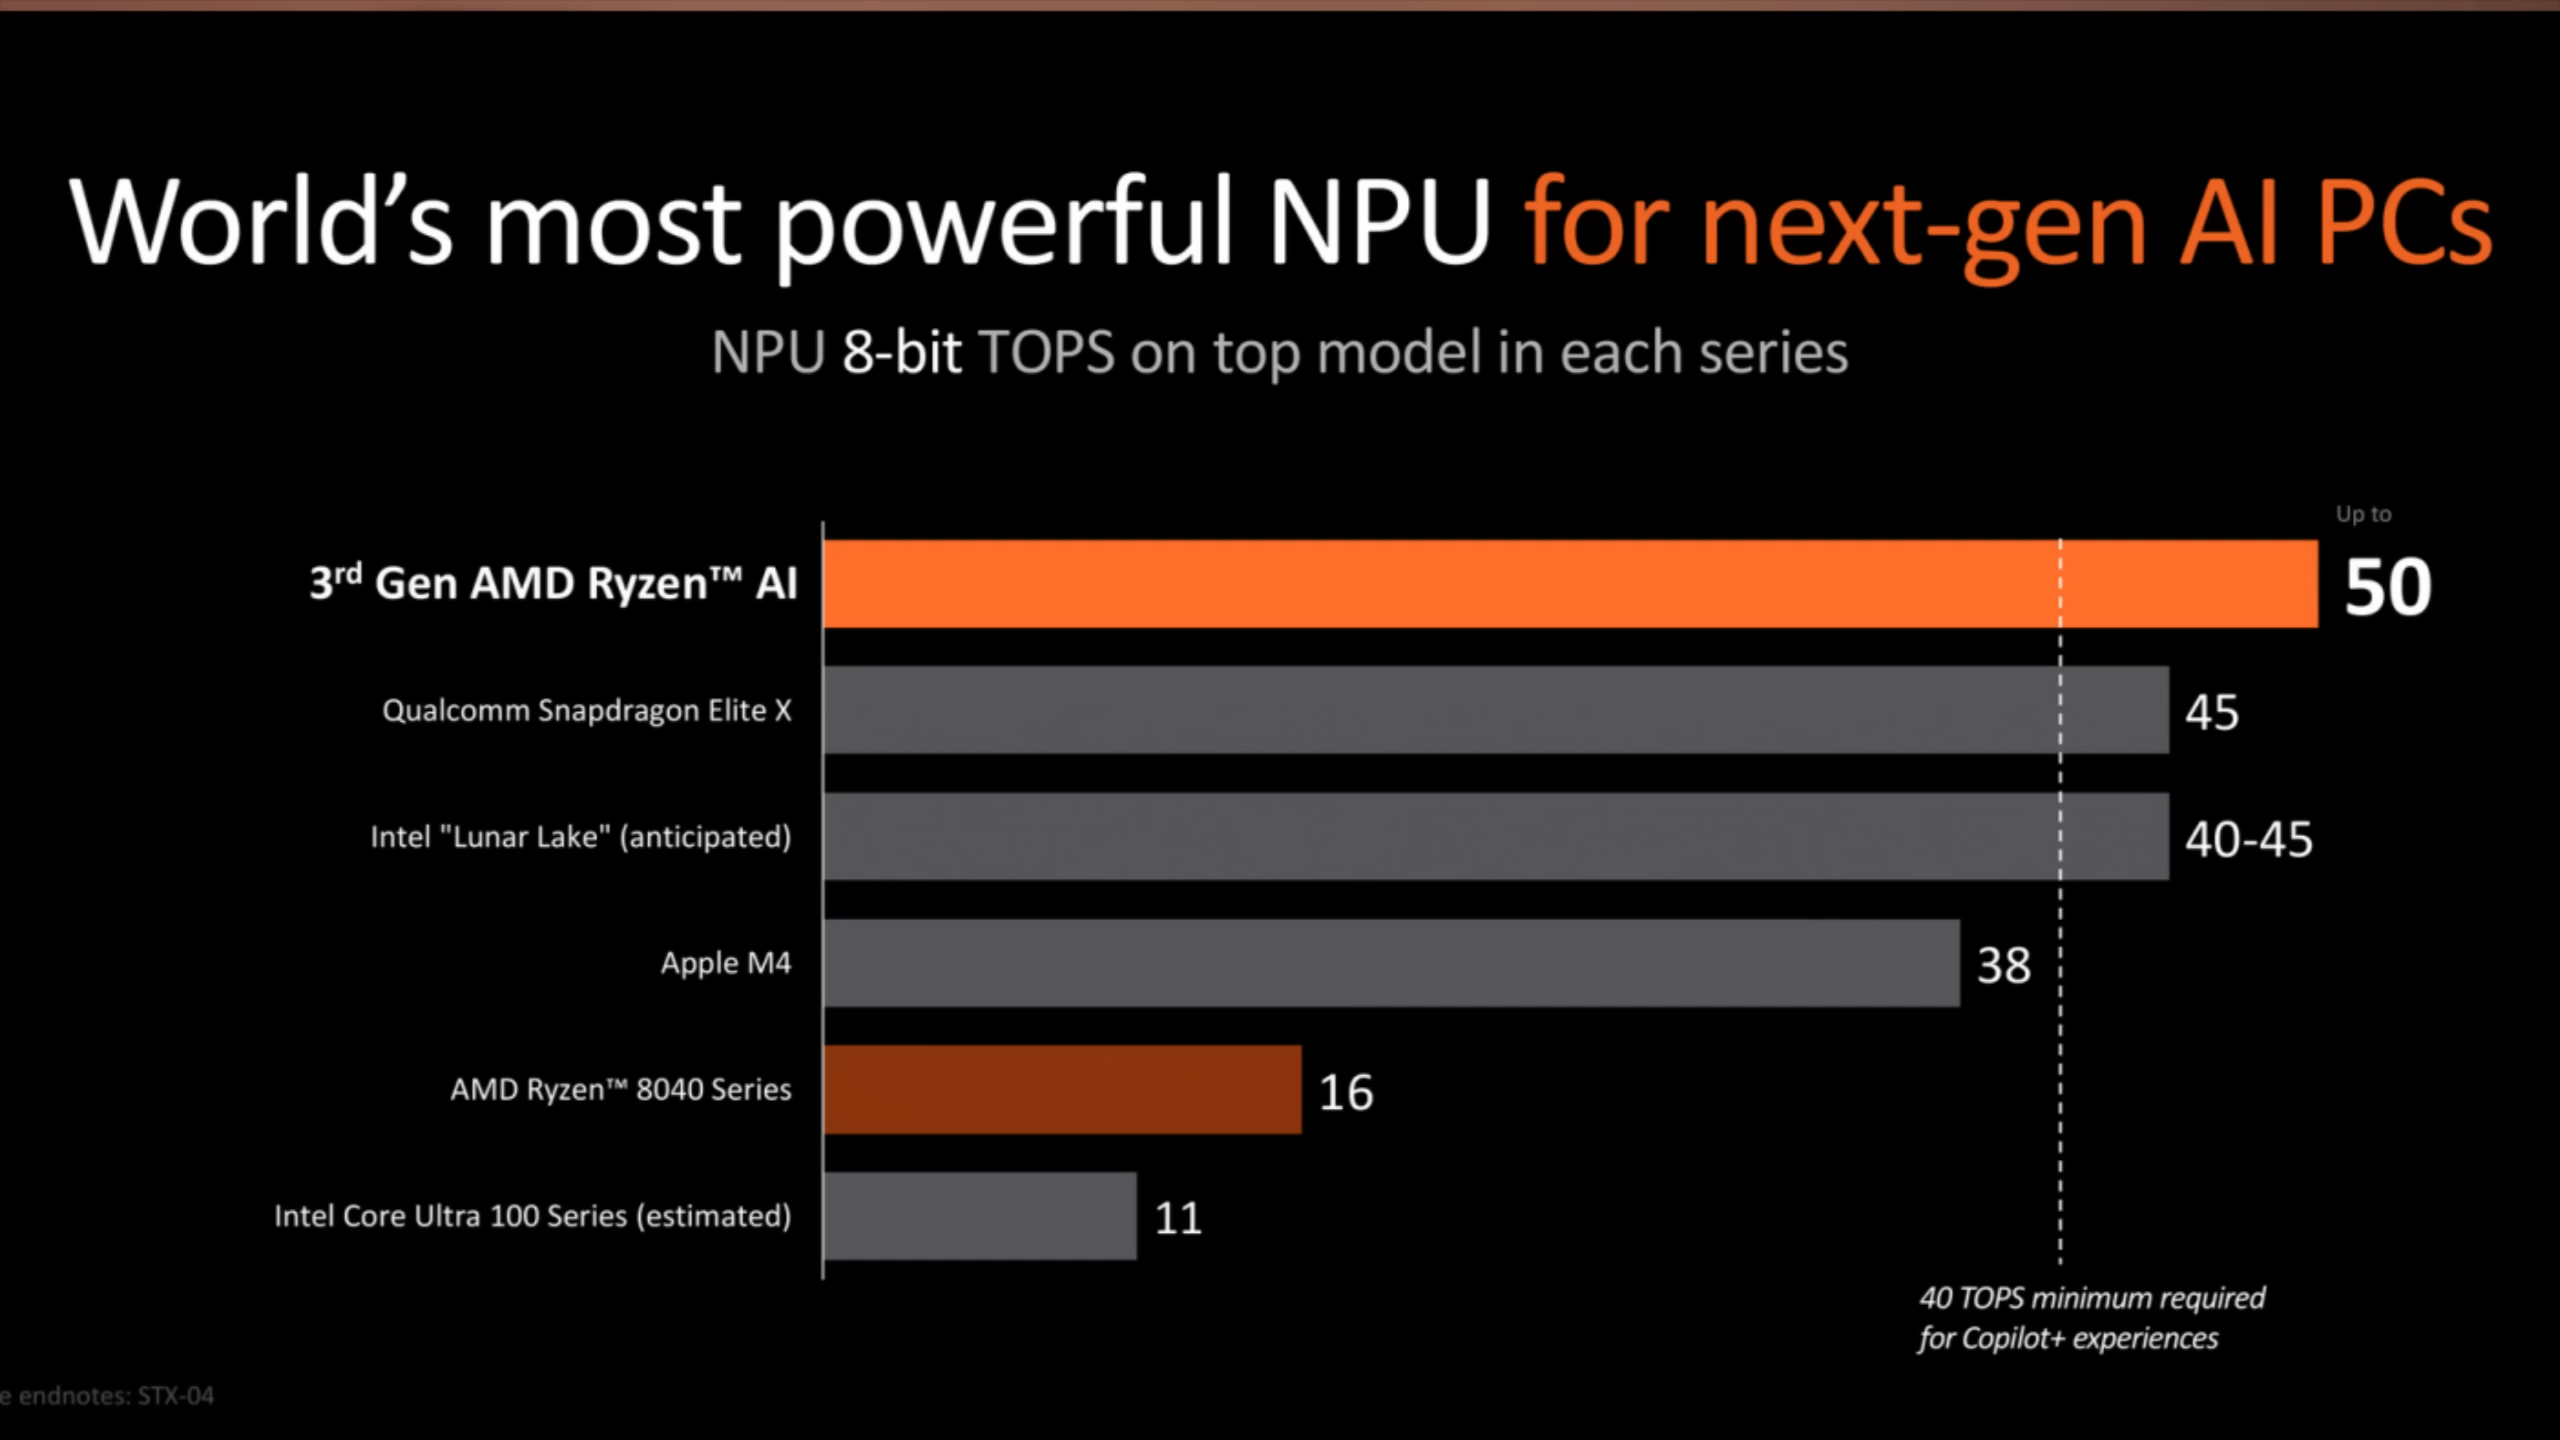 World's most powerful NPU for next-gen AI PCs
NPU 8-bit TOPS on top model in each series
Up to
3rd Gen AMD Ryzen™ AI 50
Qualcomm Snapdragon Elite X 45
Intel "Lunar Lake" (anticipated) 40-45
Apple M4 38
AMD Ryzen™ 8040 Series 16
Intel Core Ultra 100 Series (estimated) 11
40 TOPS minimum required
for Copilot+ experiences
e endnotes: STX-04